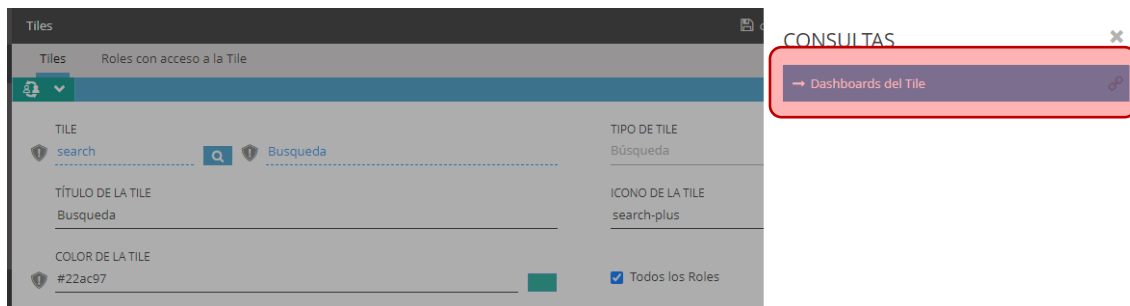 Tiles
CONSULTAS
Tiles Roles con acceso a la Tile
→ Dashboards del Tile
TILE
TIPO DE TILE
search Busqueda
Búsqueda
TÍTULO DE LA TILE
ICONO DE LA TILE
Busqueda
search-plus
COLOR DE LA TILE
#22ac97
Todos los Roles